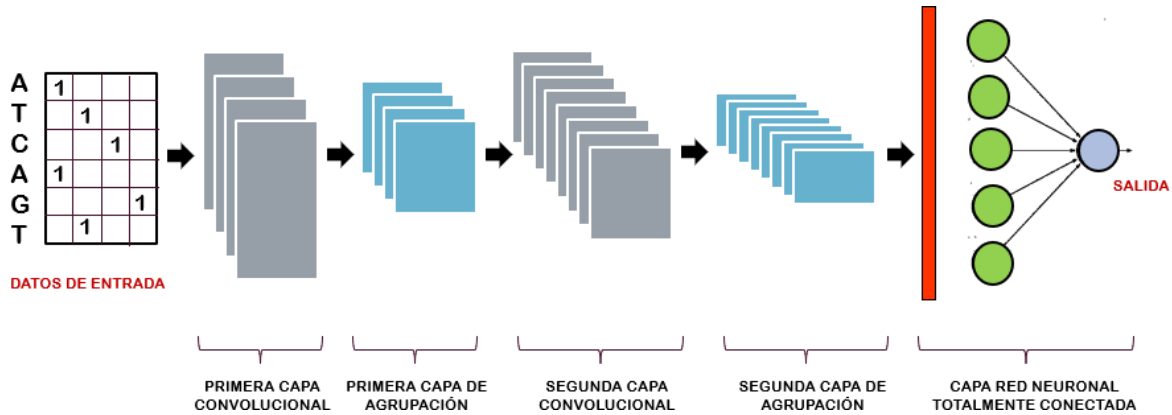 A 1
T 1
C 1
A 1
G 1
T 1
DATOS DE ENTRADA
SALIDA
PRIMERA CAPA
CONVOLUCIONAL
PRIMERA CAPA DE
AGRUPACIÓN
SEGUNDA CAPA
CONVOLUCIONAL
SEGUNDA CAPA DE
AGRUPACIÓN
CAPA RED NEURONAL
TOTALMENTE CONECTADA